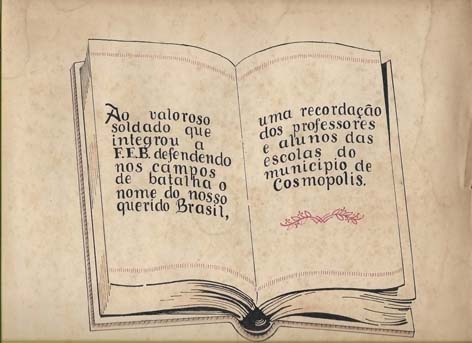 Ao valoroso
soldado que
integrou a
F.E.B. defendendo
nos campos
de batalha o
nome do nosso
querido Brasil,
uma recordação
dos professores
e alunos das
escolas do
município de
Cosmopolis.